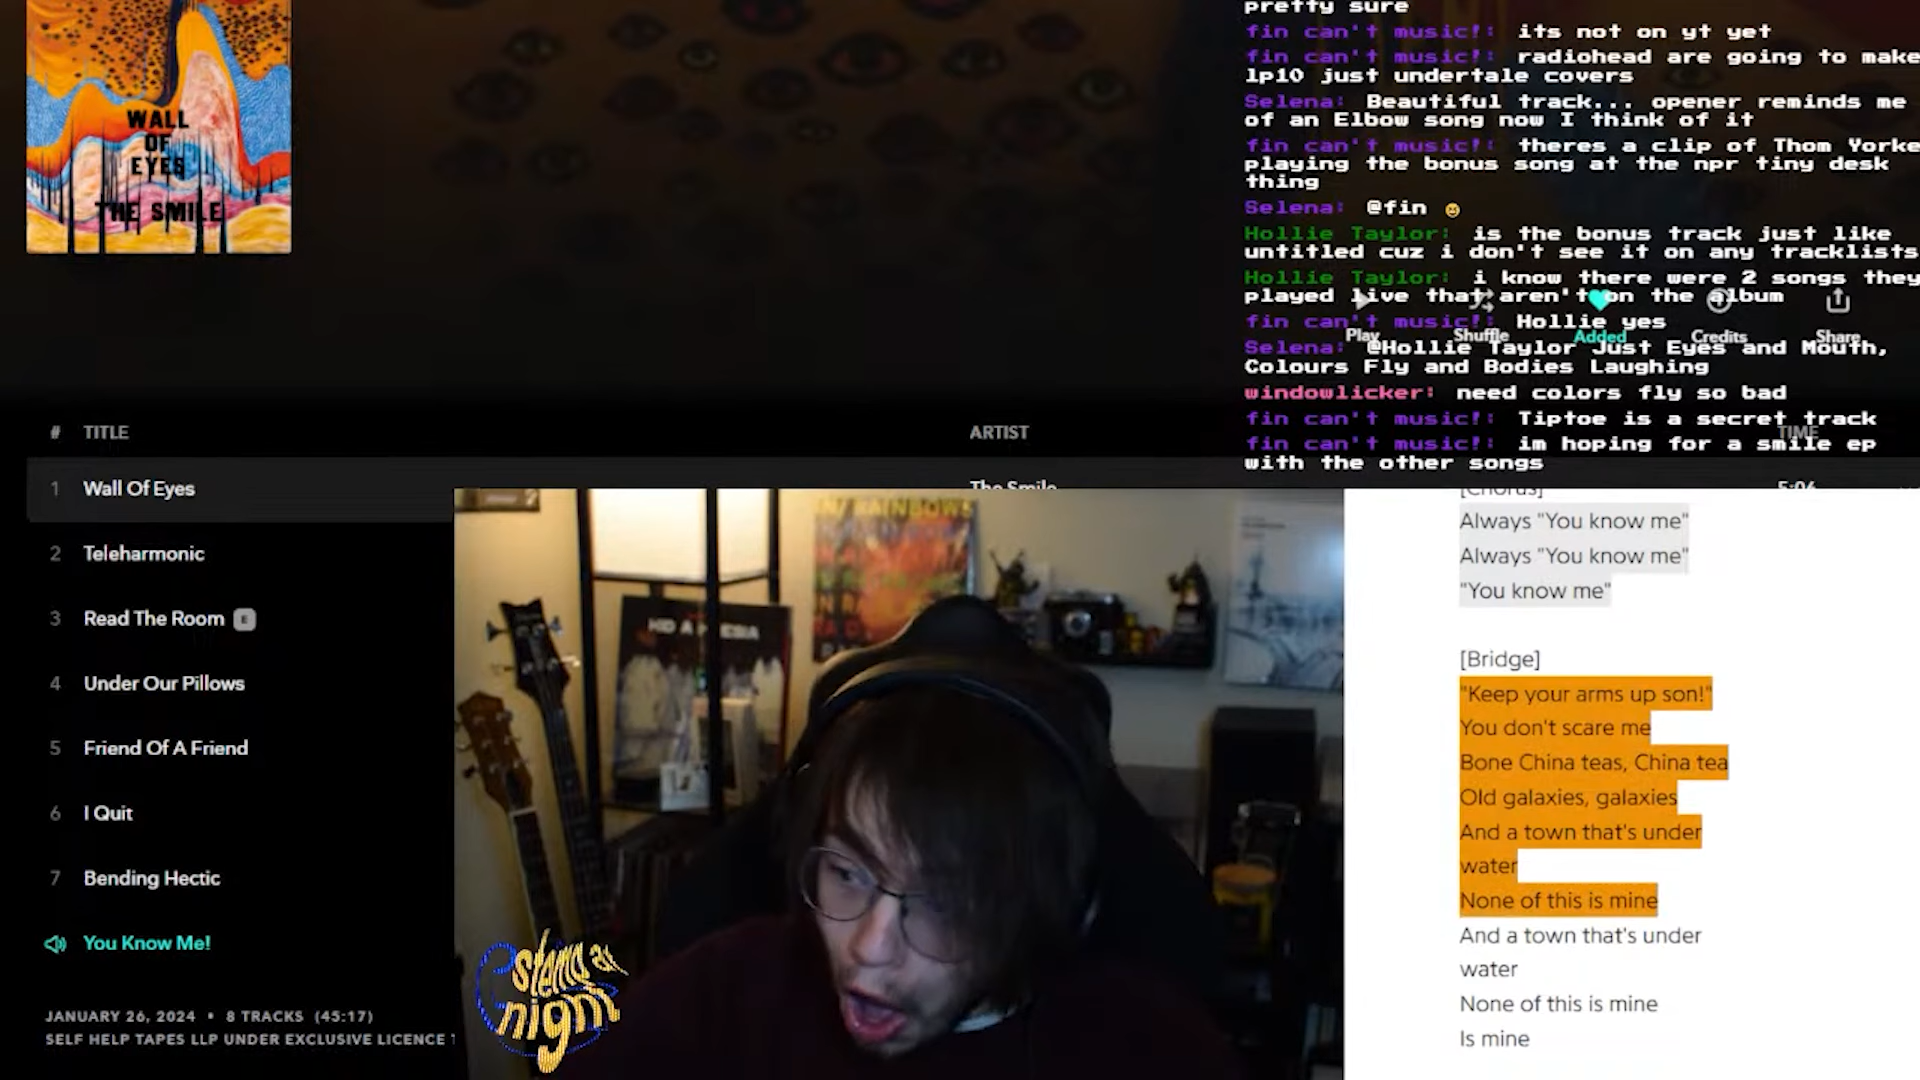 WALL
OF
EYES
THE SMILE
pretty sure
fin can't music!: its not on yt yet
fin can't music!: radiohead are going to make
lp10 just undertale covers
Selena: Beautiful track... opener reminds me
of an Elbow song now I think of it
fin can't music!: theres a clip of Thom Yorke
playing the bonus song at the npr tiny desk
thing
Selena: @fin
Hollie Taylor: is the bonus track just like
untitled cuz i don't see it on any tracklists
Hollie Taylor: i know there were 2 songs they
played live that aren't on the album
fin can't music!: Hollie yes
Selena: @Hollie Taylor Just Eyes and Mouth,
Colours Fly and Bodies Laughing
windowlicker: need colors fly so bad
fin can't music!: Tiptoe is a secret track
fin can't music!: im hoping for a smile ep
with the other songs
Play Shuffle Added Credits Share
# TITLE ARTIST TIME
1 Wall Of Eyes The Smile 5:06
2 Teleharmonic
3 Read The Room E
4 Under Our Pillows
5 Friend Of A Friend
6 I Quit
7 Bending Hectic
You Know Me!
JANUARY 26, 2024 • 8 TRACKS (45:17)
SELF HELP TAPES LLP UNDER EXCLUSIVE LICENCE
IN RAINBOWS
KID A
stemp at
night
[Chorus]
Always "You know me"
Always "You know me"
"You know me"
[Bridge]
"Keep your arms up son!"
You don't scare me
Bone China teas, China tea
Old galaxies, galaxies
And a town that's under
water
None of this is mine
And a town that's under
water
None of this is mine
Is mine